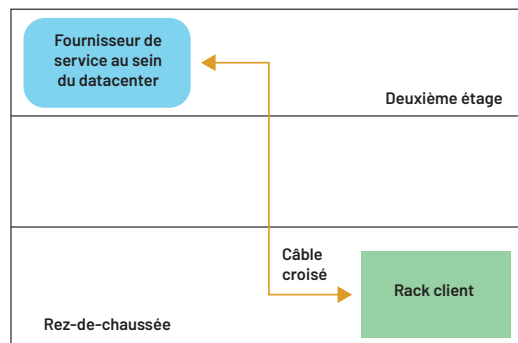 Fournisseur de
service au sein
du datacenter
Deuxième étage
Câble
croisé
Rack client
Rez-de-chaussée